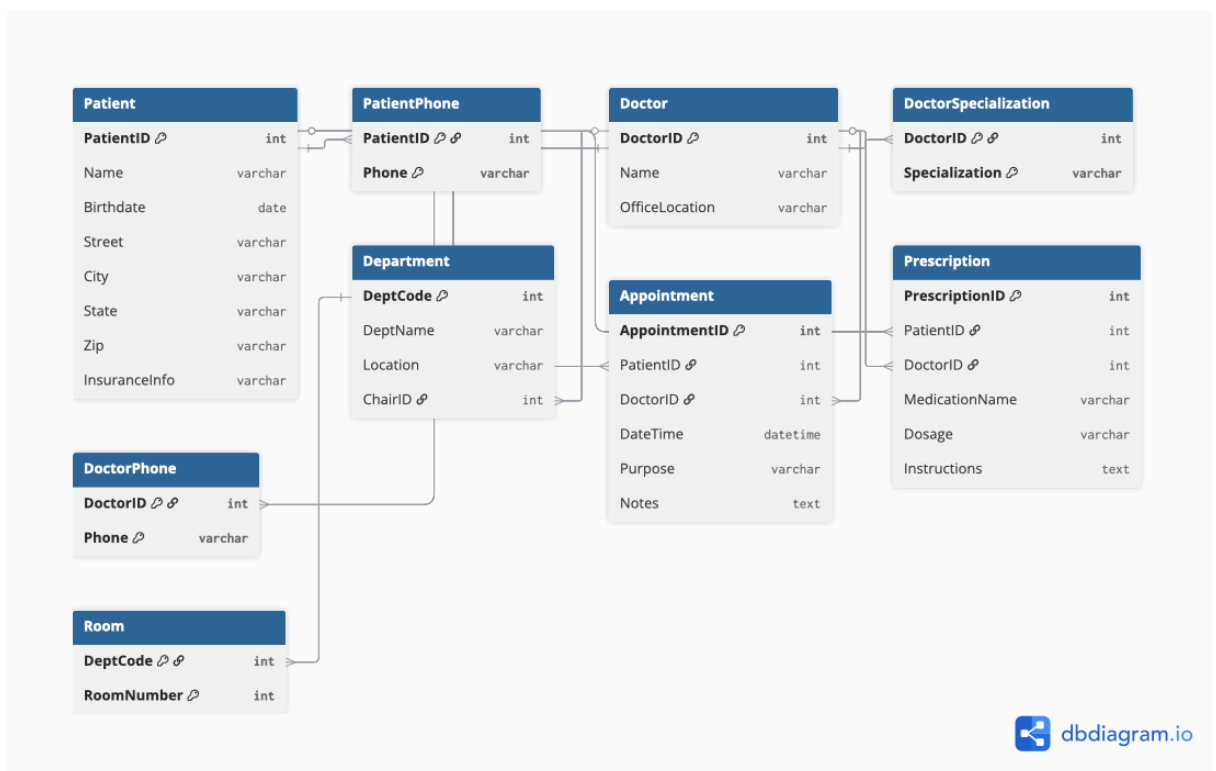 Patient
PatientID int
Name varchar
Birthdate date
Street varchar
City varchar
State varchar
Zip varchar
InsuranceInfo varchar
PatientPhone
PatientID int
Phone varchar
Doctor
DoctorID int
Name varchar
OfficeLocation varchar
DoctorSpecialization
DoctorID int
Specialization varchar
Department
DeptCode int
DeptName varchar
Location varchar
ChairID int
Appointment
AppointmentID int
PatientID int
DoctorID int
DateTime datetime
Purpose varchar
Notes text
Prescription
PrescriptionID int
PatientID int
DoctorID int
MedicationName varchar
Dosage varchar
Instructions text
DoctorPhone
DoctorID int
Phone varchar
Room
DeptCode int
RoomNumber int
dbdiagram.io